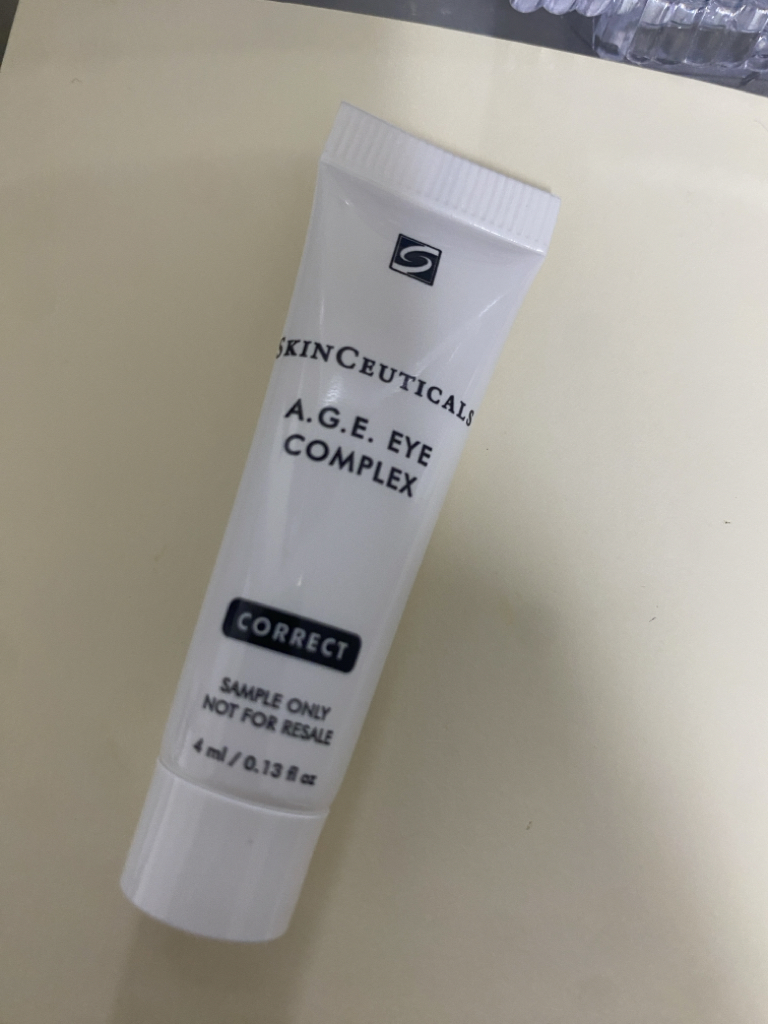 SKINCEUTICALS
A.G.E. EYE
COMPLEX
CORRECT
SAMPLE ONLY
NOT FOR RESALE
4 ml / 0.13 fl oz